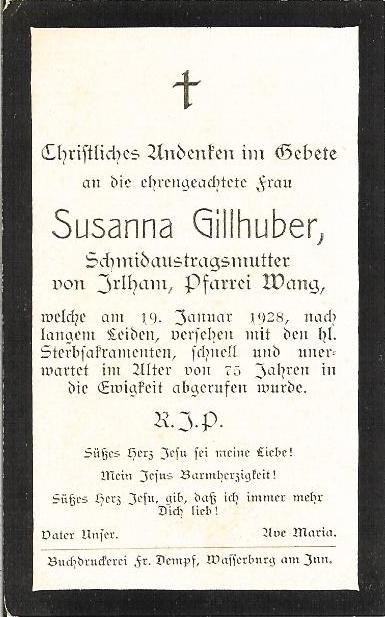 Christliches Andenken im Gebete
an die ehrengeachtete Frau
Susanna Gillhuber,
Schmidaustragsmutter
von Irlham, Pfarrei Wang,
welche am 19. Januar 1928, nach
langem Leiden, versehen mit den hl.
Sterbsakramenten, schnell und uner-
wartet im Alter von 75 Jahren in
die Ewigkeit abgerufen wurde.
R.I.P.
Süßes Herz Jesu sei meine Liebe!
Mein Jesus Barmherzigkeit!
Süßes Herz Jesu, gib, daß ich immer mehr
Dich lieb!
Vater Unser. Ave Maria.
Buchdruckerei Fr. Dempf, Wasserburg am Inn.